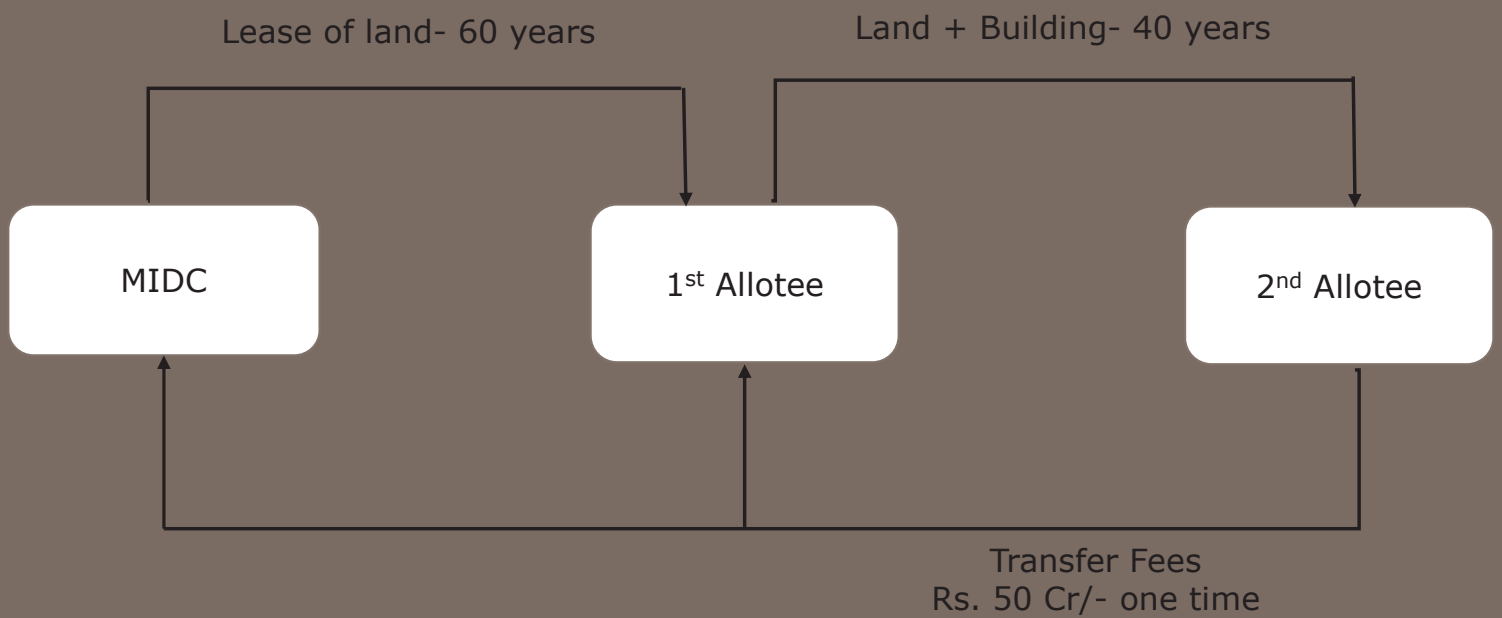 Lease of land- 60 years
Land + Building- 40 years
MIDC
1st Allotee
2nd Allotee
Transfer Fees
Rs. 50 Cr/- one time